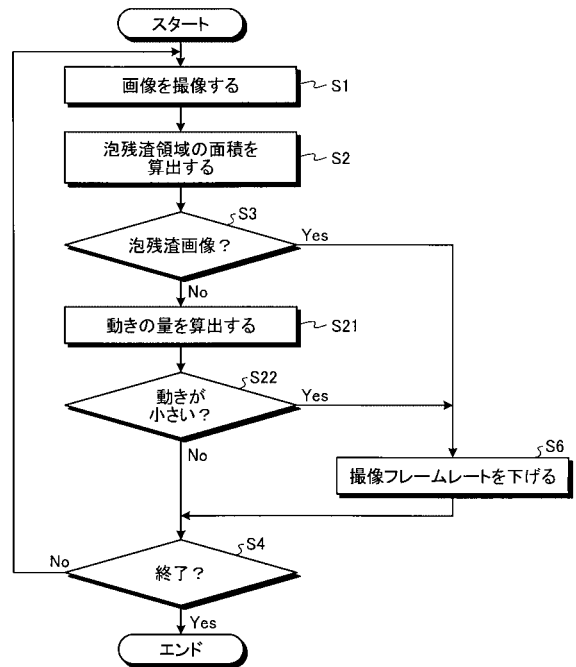 スタート
画像を撮像する
S1
泡残渣領域の面積を
算出する
S2
S3
泡残渣画像？
Yes
No
動きの量を算出する
S21
S22
動きが
小さい？
Yes
No
S6
撮像フレームレートを下げる
S4
No
終了？
Yes
エンド